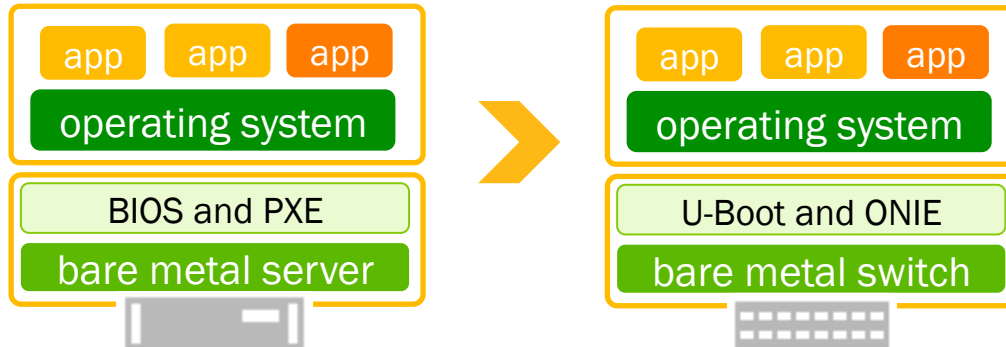 app app app
operating system
BIOS and PXE
bare metal server
app app app
operating system
U-Boot and ONIE
bare metal switch